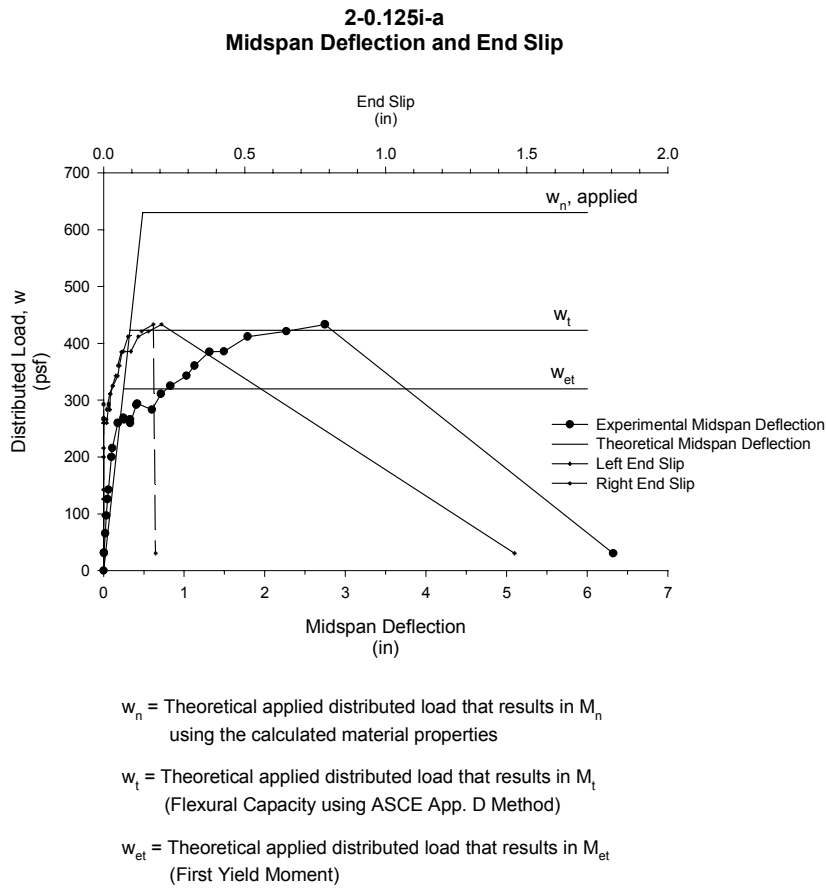 2-0.125i-a
Midspan Deflection and End Slip
End Slip
(in)
0.0 0.5 1.0 1.5 2.0
700
600
500
400
300
200
100
0
Distributed Load, w
(psf)
wn, applied
wt
wet
Experimental Midspan Deflection
Theoretical Midspan Deflection
Left End Slip
Right End Slip
0 1 2 3 4 5 6 7
Midspan Deflection
(in)
wn = Theoretical applied distributed load that results in Mn
using the calculated material properties
wt = Theoretical applied distributed load that results in Mt
(Flexural Capacity using ASCE App. D Method)
wet = Theoretical applied distributed load that results in Met
(First Yield Moment)